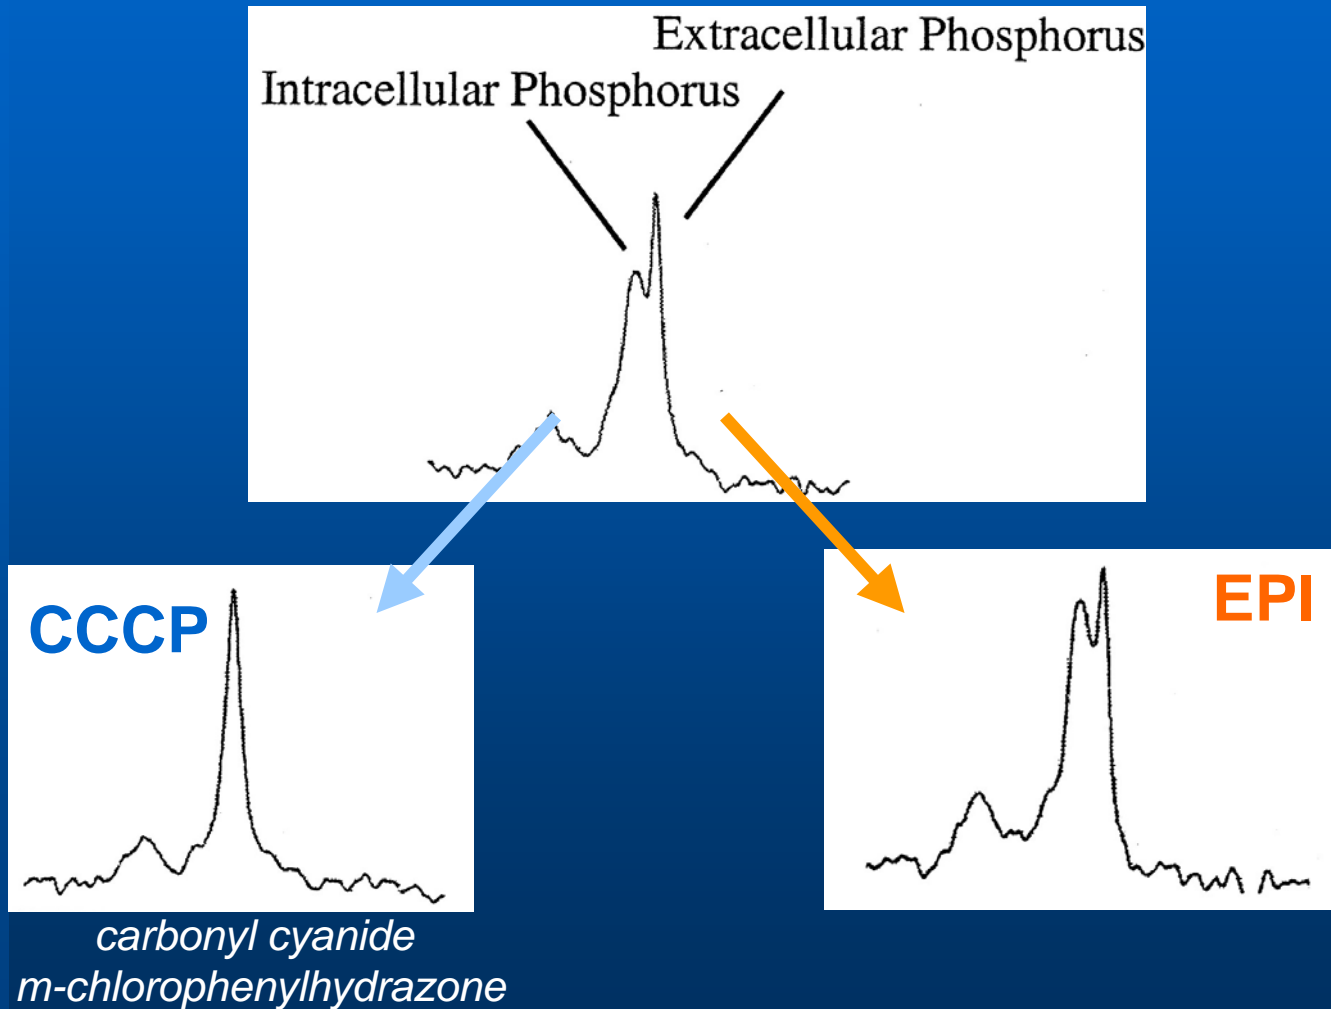 Extracellular Phosphorus
Intracellular Phosphorus
CCCP
EPI
carbonyl cyanide
m-chlorophenylhydrazone